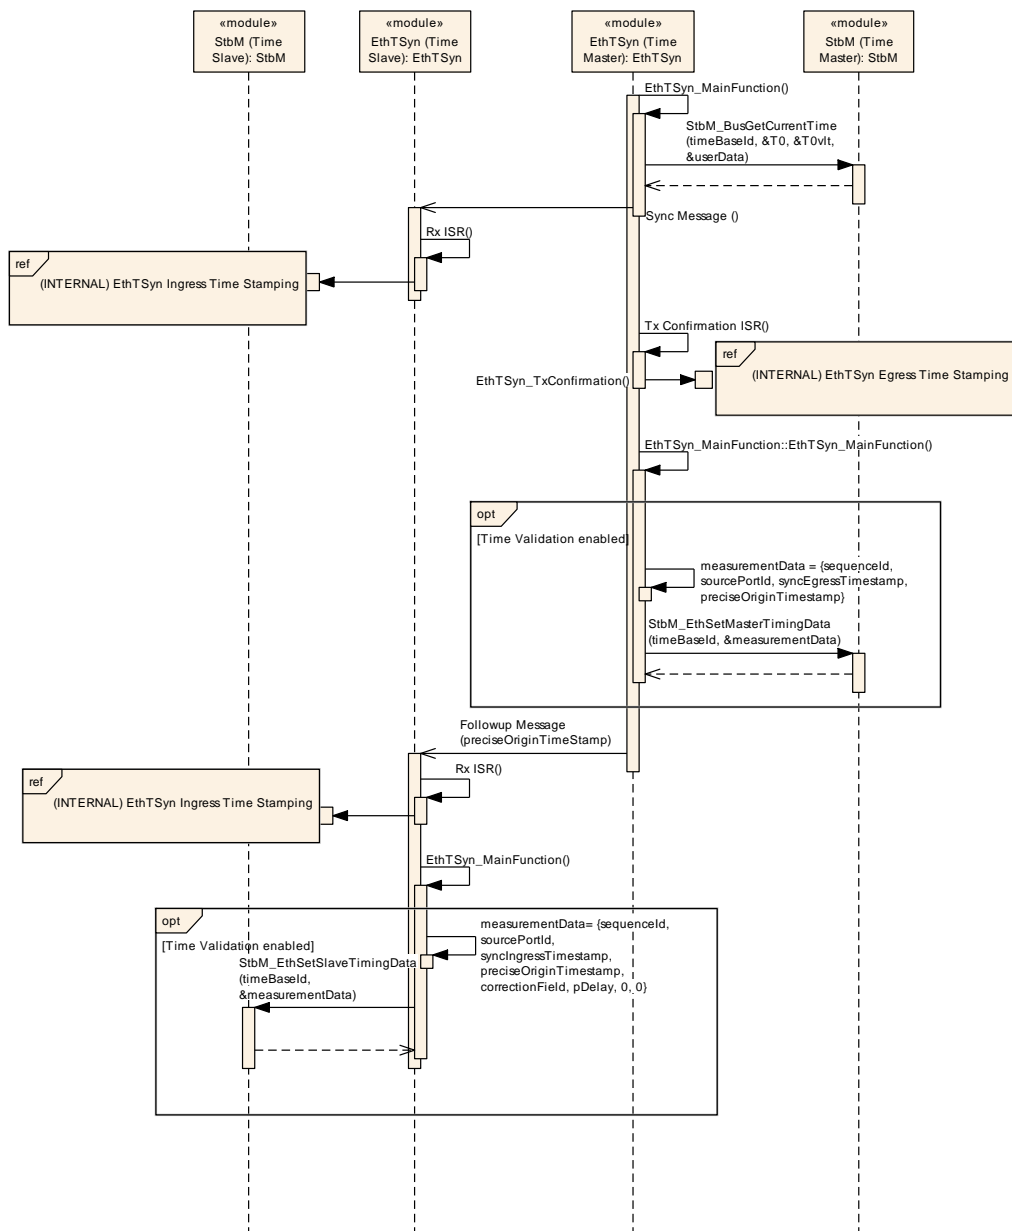 «module»
StbM (Time
Slave): StbM
«module»
EthTSyn (Time
Slave): EthTSyn
«module»
EthTSyn (Time
Master): EthTSyn
«module»
StbM (Time
Master): StbM
EthTSyn_MainFunction()
StbM_BusGetCurrentTime
(timeBaseId, &T0, &T0vlt,
&userData)
Sync Message ()
Rx ISR()
ref
(INTERNAL) EthTSyn Ingress Time Stamping
Tx Confirmation ISR()
ref
(INTERNAL) EthTSyn Egress Time Stamping
EthTSyn_TxConfirmation()
EthTSyn_MainFunction::EthTSyn_MainFunction()
opt
[Time Validation enabled]
measurementData = {sequenceId,
sourcePortId, syncEgressTimestamp,
preciseOriginTimestamp}
StbM_EthSetMasterTimingData
(timeBaseId, &measurementData)
Followup Message
(preciseOriginTimeStamp)
Rx ISR()
ref
(INTERNAL) EthTSyn Ingress Time Stamping
EthTSyn_MainFunction()
opt
[Time Validation enabled]
measurementData= {sequenceId,
sourcePortId,
syncIngressTimestamp,
preciseOriginTimestamp,
correctionField, pDelay, 0, 0}
StbM_EthSetSlaveTimingData
(timeBaseId,
&measurementData)